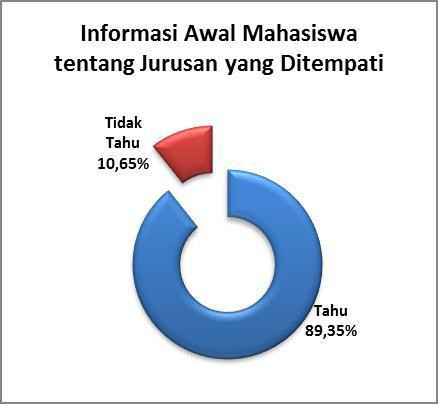 Informasi Awal Mahasiswa
tentang Jurusan yang Ditempati
Tidak
Tahu
10,65%
Tahu
89,35%